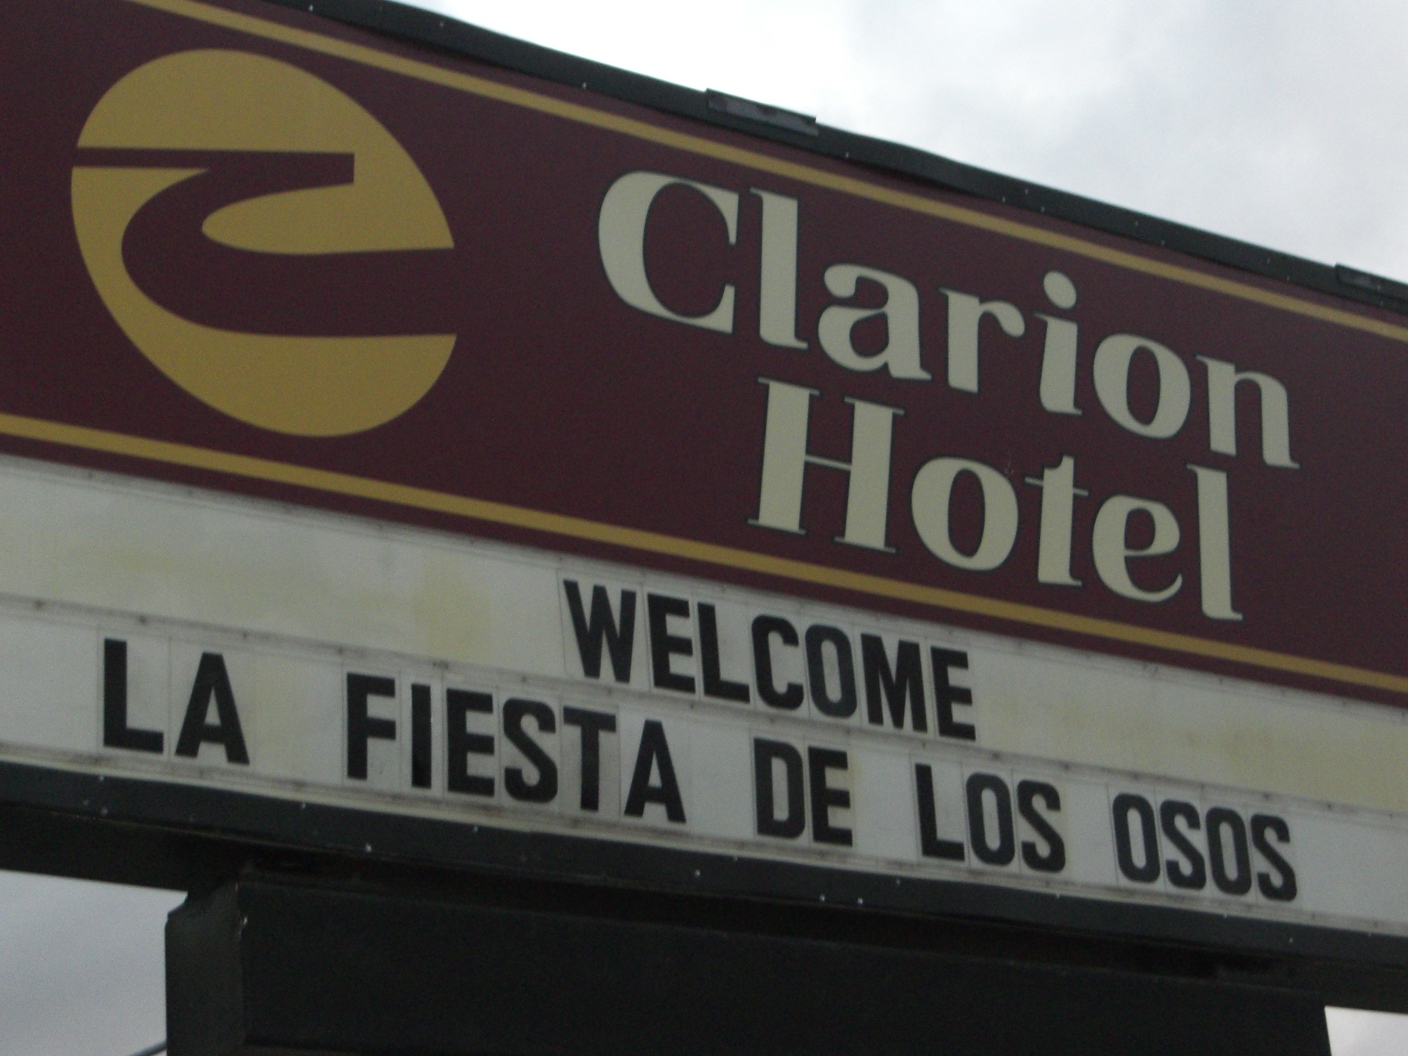 Clarion
Hotel
WELCOME
LA FIESTA DE LOS OSOS